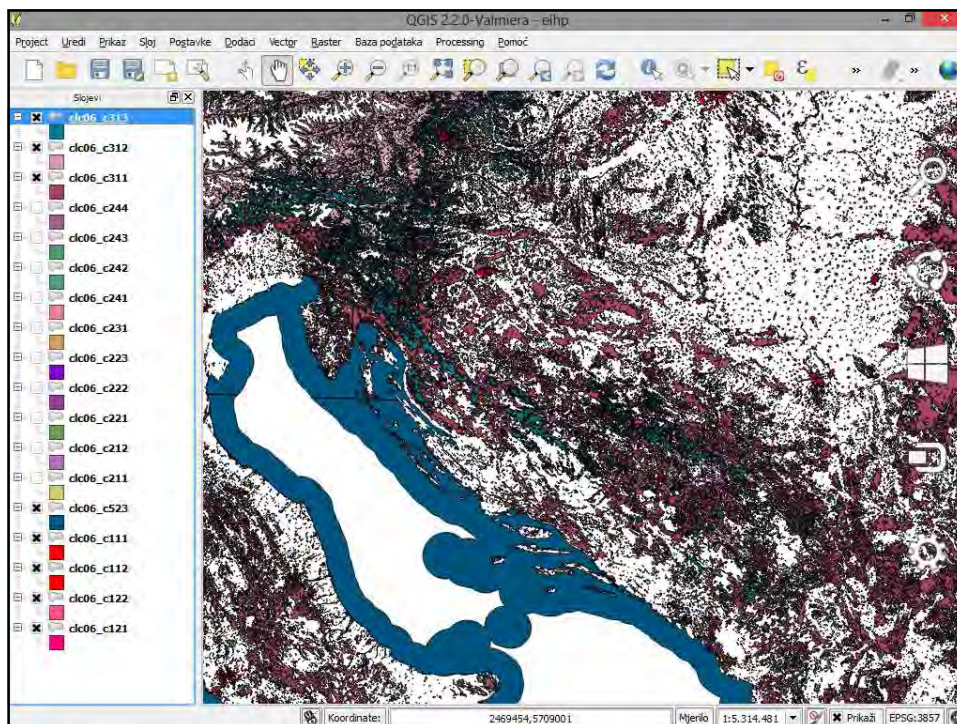 QGIS 2.2.0-Valmiera - eihp
Project Uredi Prikaz Sloj Postavke Dodaci Vector Raster Baza podataka Processing Pomoć
Slojevi
clc06_c313
clc06_c312
clc06_c311
clc06_c244
clc06_c243
clc06_c242
clc06_c241
clc06_c231
clc06_c223
clc06_c222
clc06_c221
clc06_c212
clc06_c211
clc06_c523
clc06_c111
clc06_c112
clc06_c122
clc06_c121
Koordinate: 2469454,570900 Mjerilo 1:5.314.481 Prikaži EPSG:3857